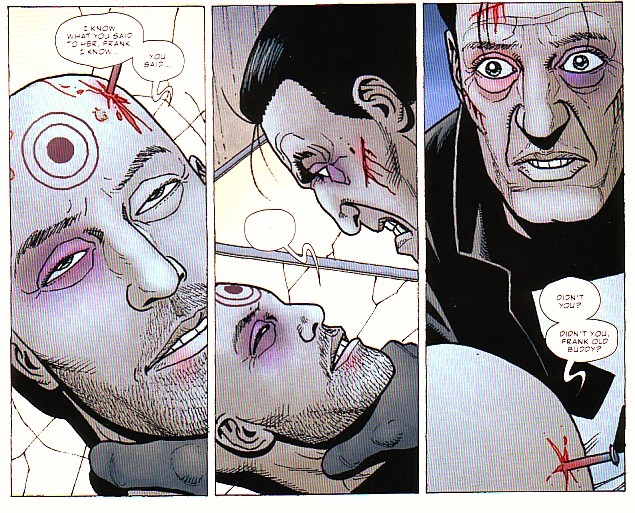 I KNOW
WHAT YOU SAID
TO HER, FRANK.
I KNOW...
YOU
SAID...
DIDN'T
YOU?
DIDN'T YOU,
FRANK OLD
BUDDY?